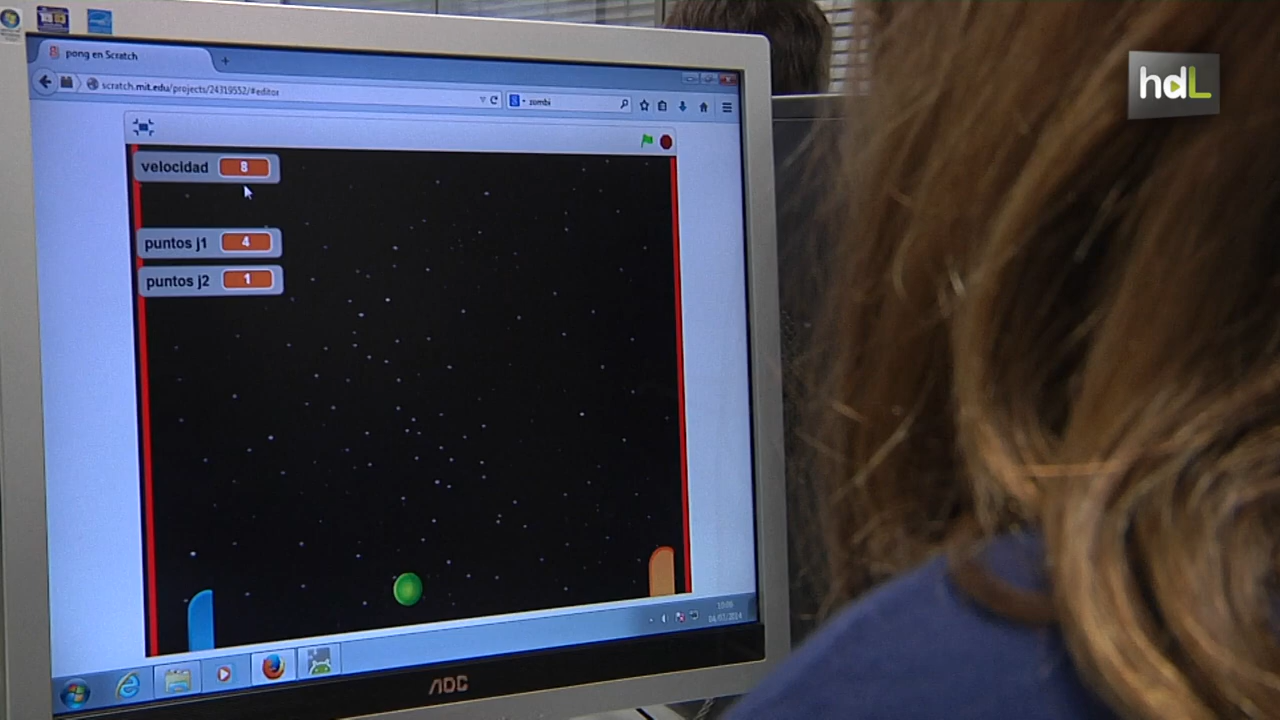 hdL
pong en Scratch
scratch.mit.edu/projects/24319552/#editor
zombi
velocidad 8
puntos j1 4
puntos j2 1
AOC